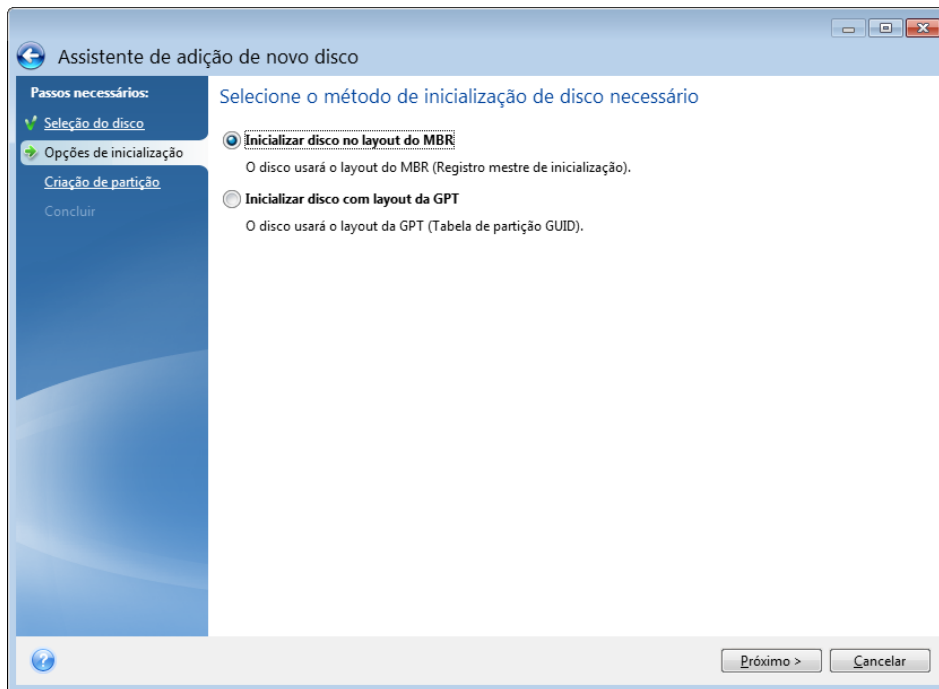 Assistente de adição de novo disco
Passos necessários:
Seleção do disco
Opções de inicialização
Criação de partição
Concluir
Selecione o método de inicialização de disco necessário
Inicializar disco no layout do MBR
O disco usará o layout do MBR (Registro mestre de inicialização).
Inicializar disco com layout da GPT
O disco usará o layout da GPT (Tabela de partição GUID).
Próximo >
Cancelar